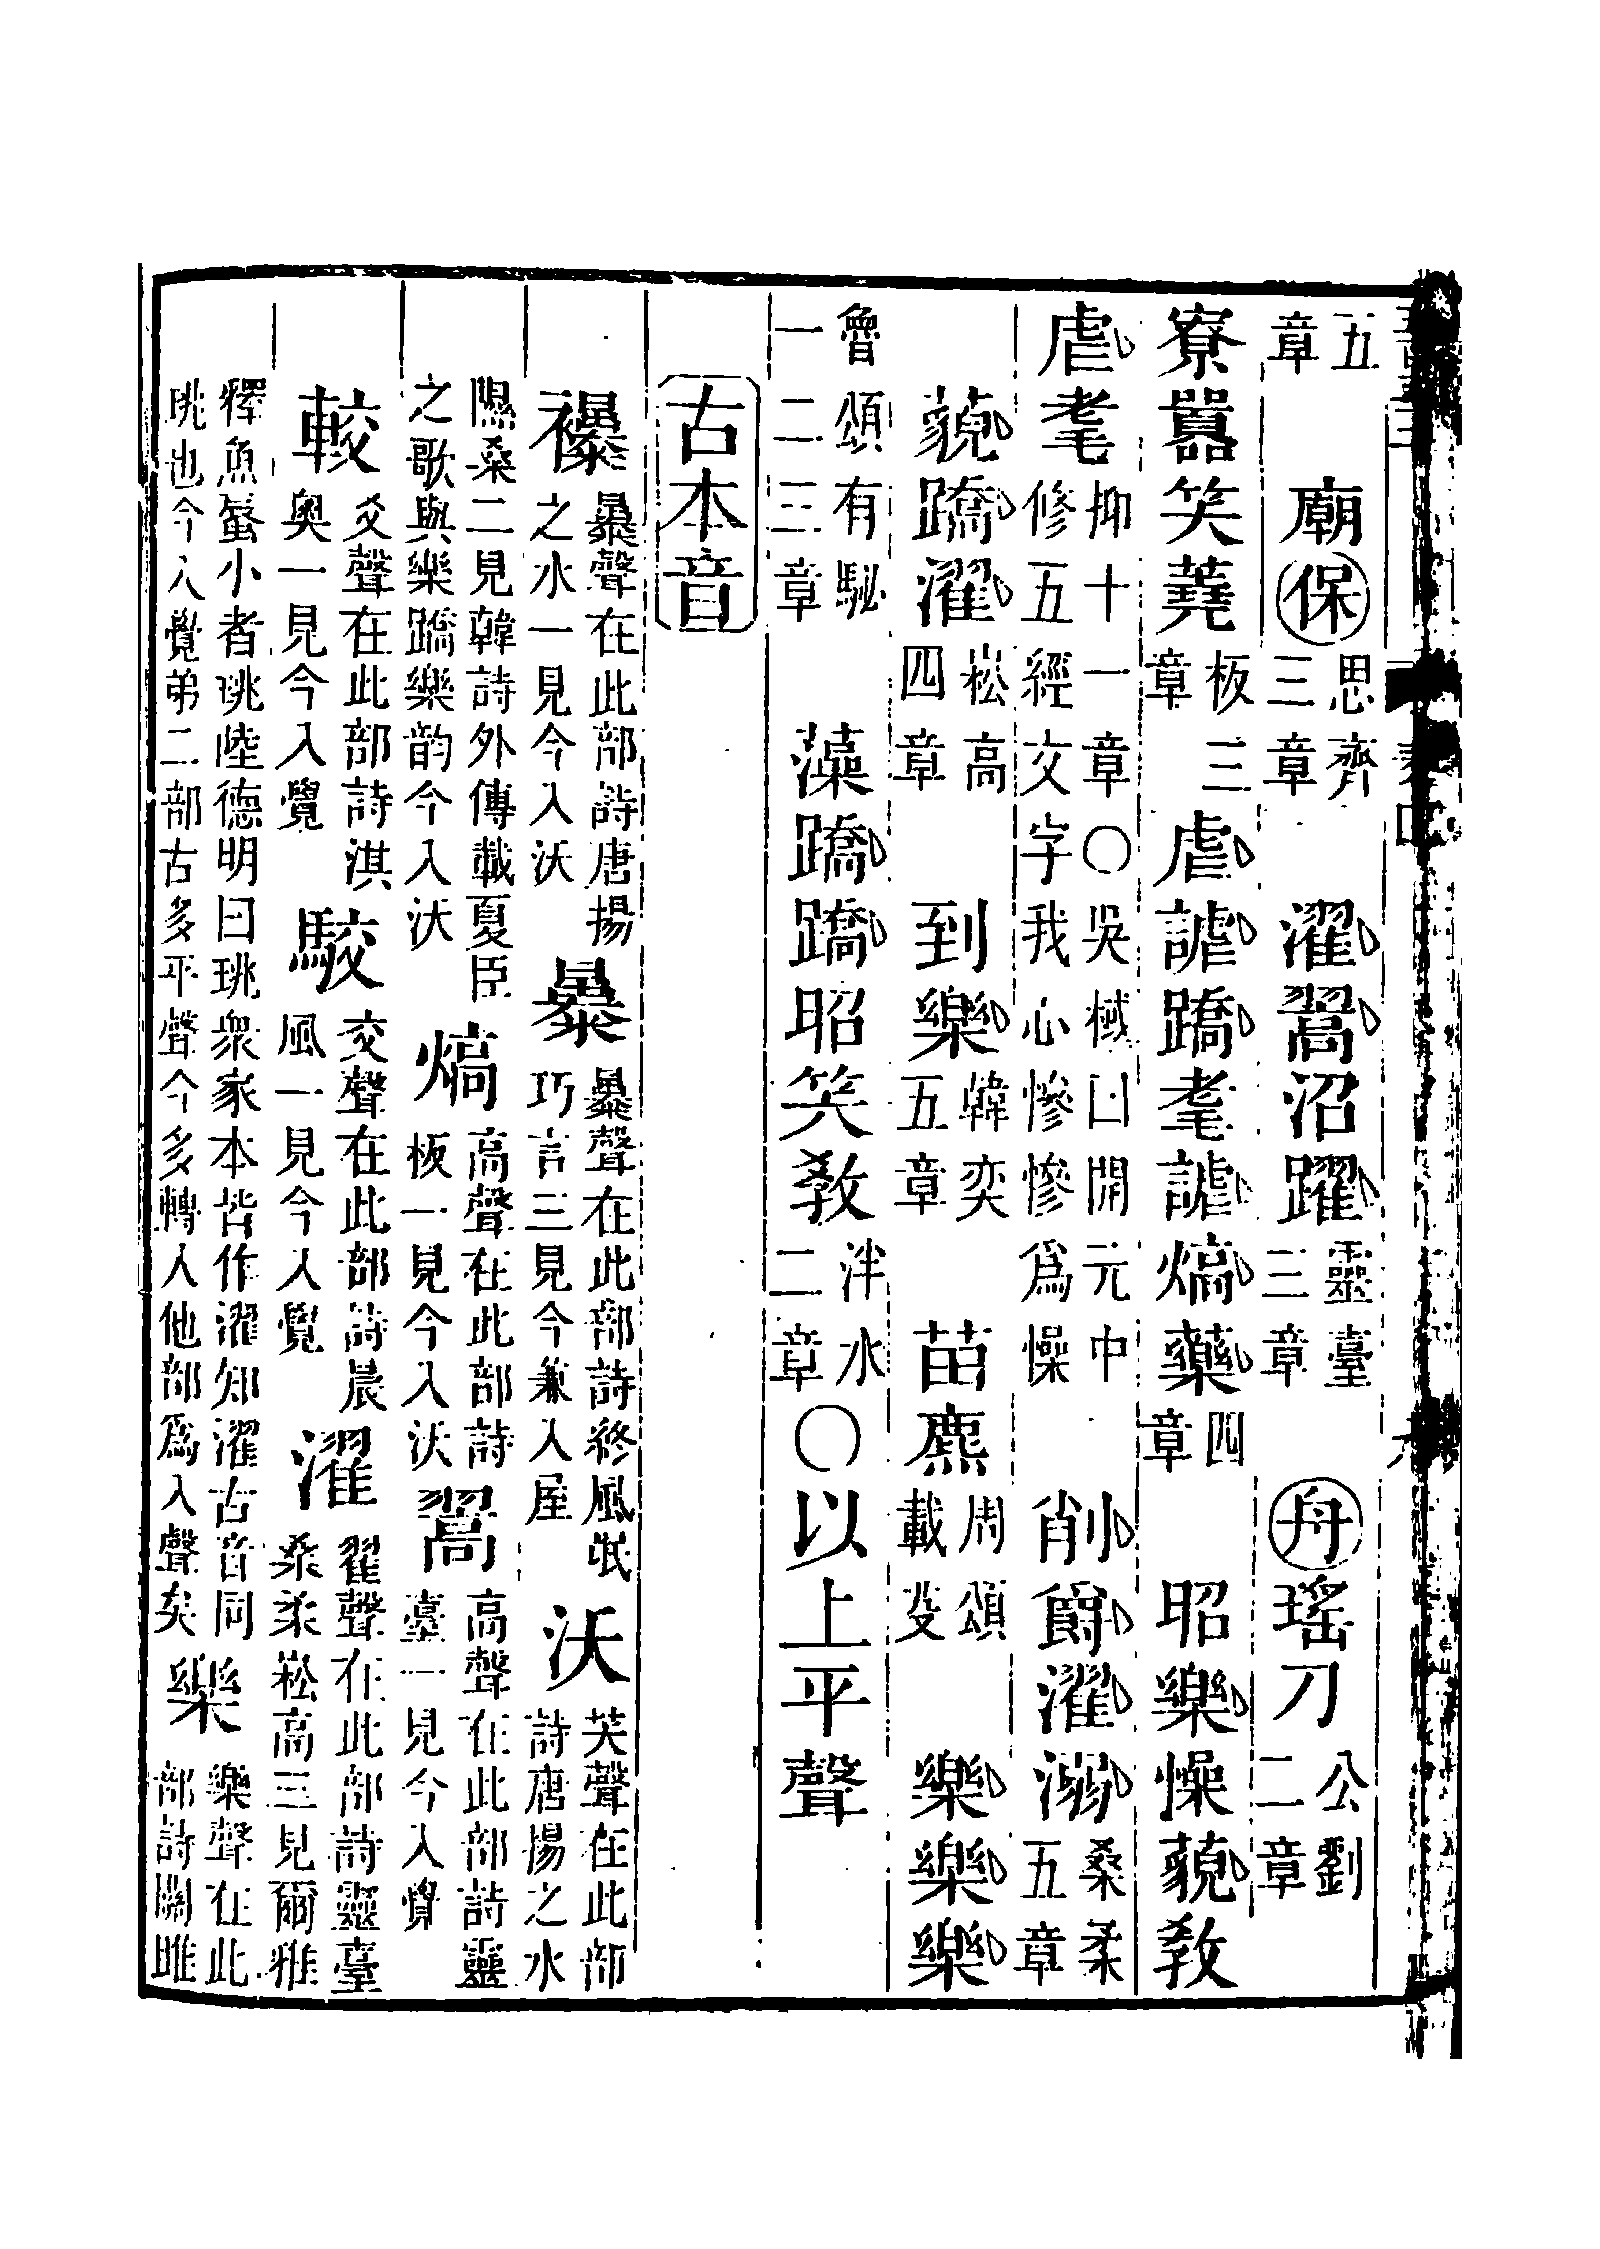 五章　廟保思齊三章　濯翯沼躍靈臺三章　舟瑤刀公劉二章
寮囂笑蕘板三章　虐謔蹻耄謔熇藥四章　昭樂懆藐教
虐耄抑十一章○吳棫曰開元中修五經文字我心慘慘爲懆　削爵濯溺桑柔五章
藐蹻濯崧高四章　到樂韓奕五章　苗麃周頌載芟　樂樂樂
魯頌有駜一二三章　藻蹻蹻昭笑教泮水二章○以上平聲
古本音
襮暴聲在此部詩唐揚之水一見今入沃　暴暴聲在此部詩終風氓巧言三見今兼入屋　沃芺聲在此部詩唐揚之水
隰桑二見韓詩外傳載夏臣之歌與樂蹻樂韵今入沃　熇高聲在此部詩板一見今入沃　翯高聲在此部詩靈臺一見今入覺
較爻聲在此部詩淇奧一見今入覺　駮交聲在此部詩晨風一見今入覺　濯翟聲在此部詩靈臺桑柔崧高三見爾雅
釋魚蜃小者珧陸德明曰珧衆家本皆作濯知濯古音同珧也今入覺弟二部古多平聲今多轉入他部爲入聲矣　樂樂聲在此部詩關雎